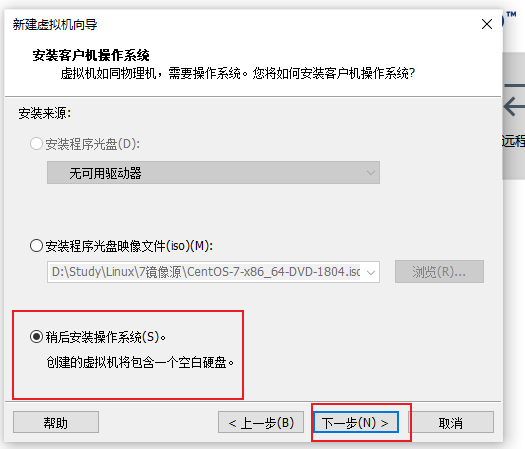 新建虚拟机向导
安装客户机操作系统
虚拟机如同物理机，需要操作系统。您将如何安装客户机操作系统?
安装来源:
安装程序光盘(D):
无可用驱动器
安装程序光盘映像文件(iso)(M):
D:\Study\Linux\7镜像源\CentOS-7-x86_64-DVD-1804.iso
浏览(R)...
稍后安装操作系统(S)。
创建的虚拟机将包含一个空白硬盘。
帮助
< 上一步(B)
下一步(N) >
取消
TM
远程